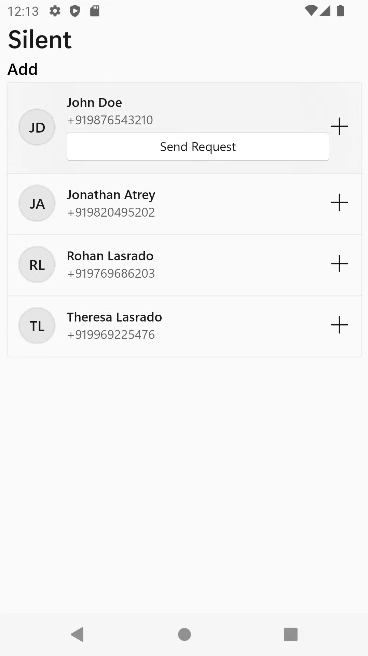 12:13
Silent
Add
JD
John Doe
+919876543210
Send Request
JA
Jonathan Atrey
+919820495202
RL
Rohan Lasrado
+919769686203
TL
Theresa Lasrado
+919969225476